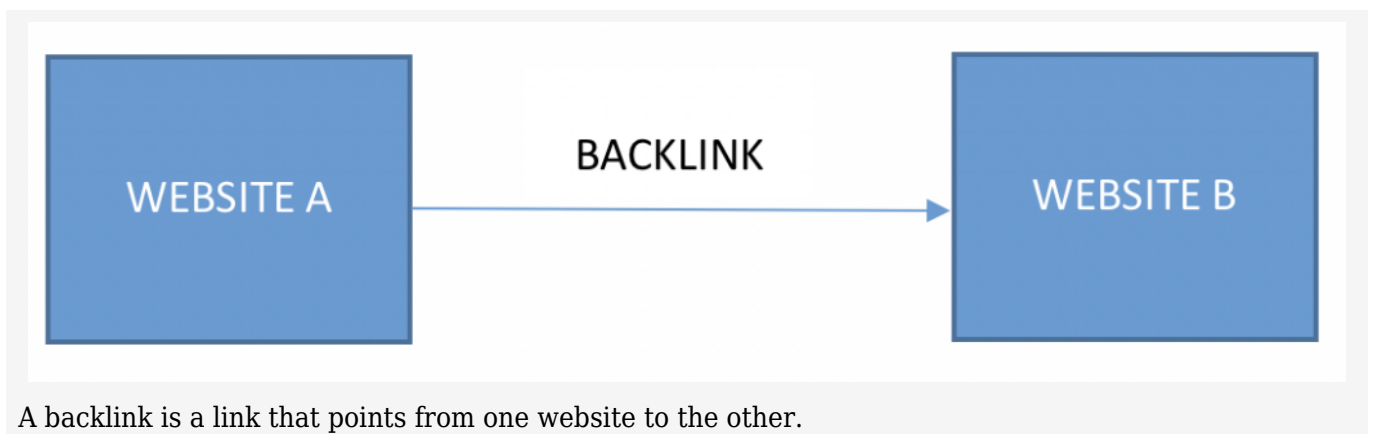 BACKLINK
WEBSITE A
WEBSITE B
A backlink is a link that points from one website to the other.